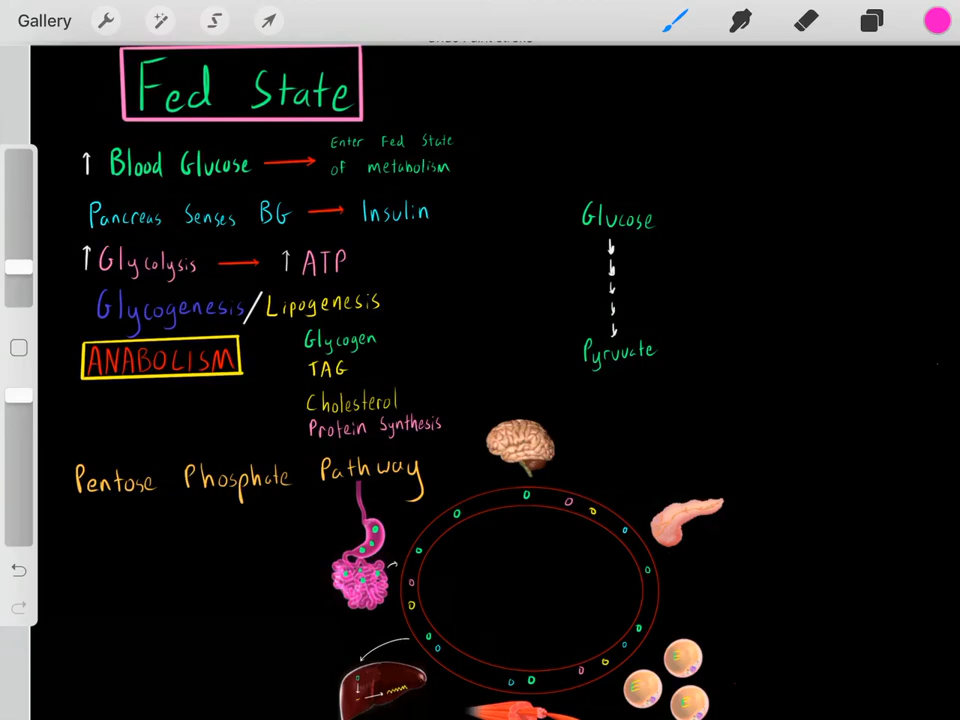 Gallery
Fed State
↑ Blood Glucose → Enter Fed State
of metabolism
Pancreas Senses BG → Insulin
↑ Glycolysis → ↑ ATP
Glycogenesis / Lipogenesis
ANABOLISM
Glycogen
TAG
Cholesterol
Protein Synthesis
Pentose Phosphate Pathway
Glucose
Pyruvate